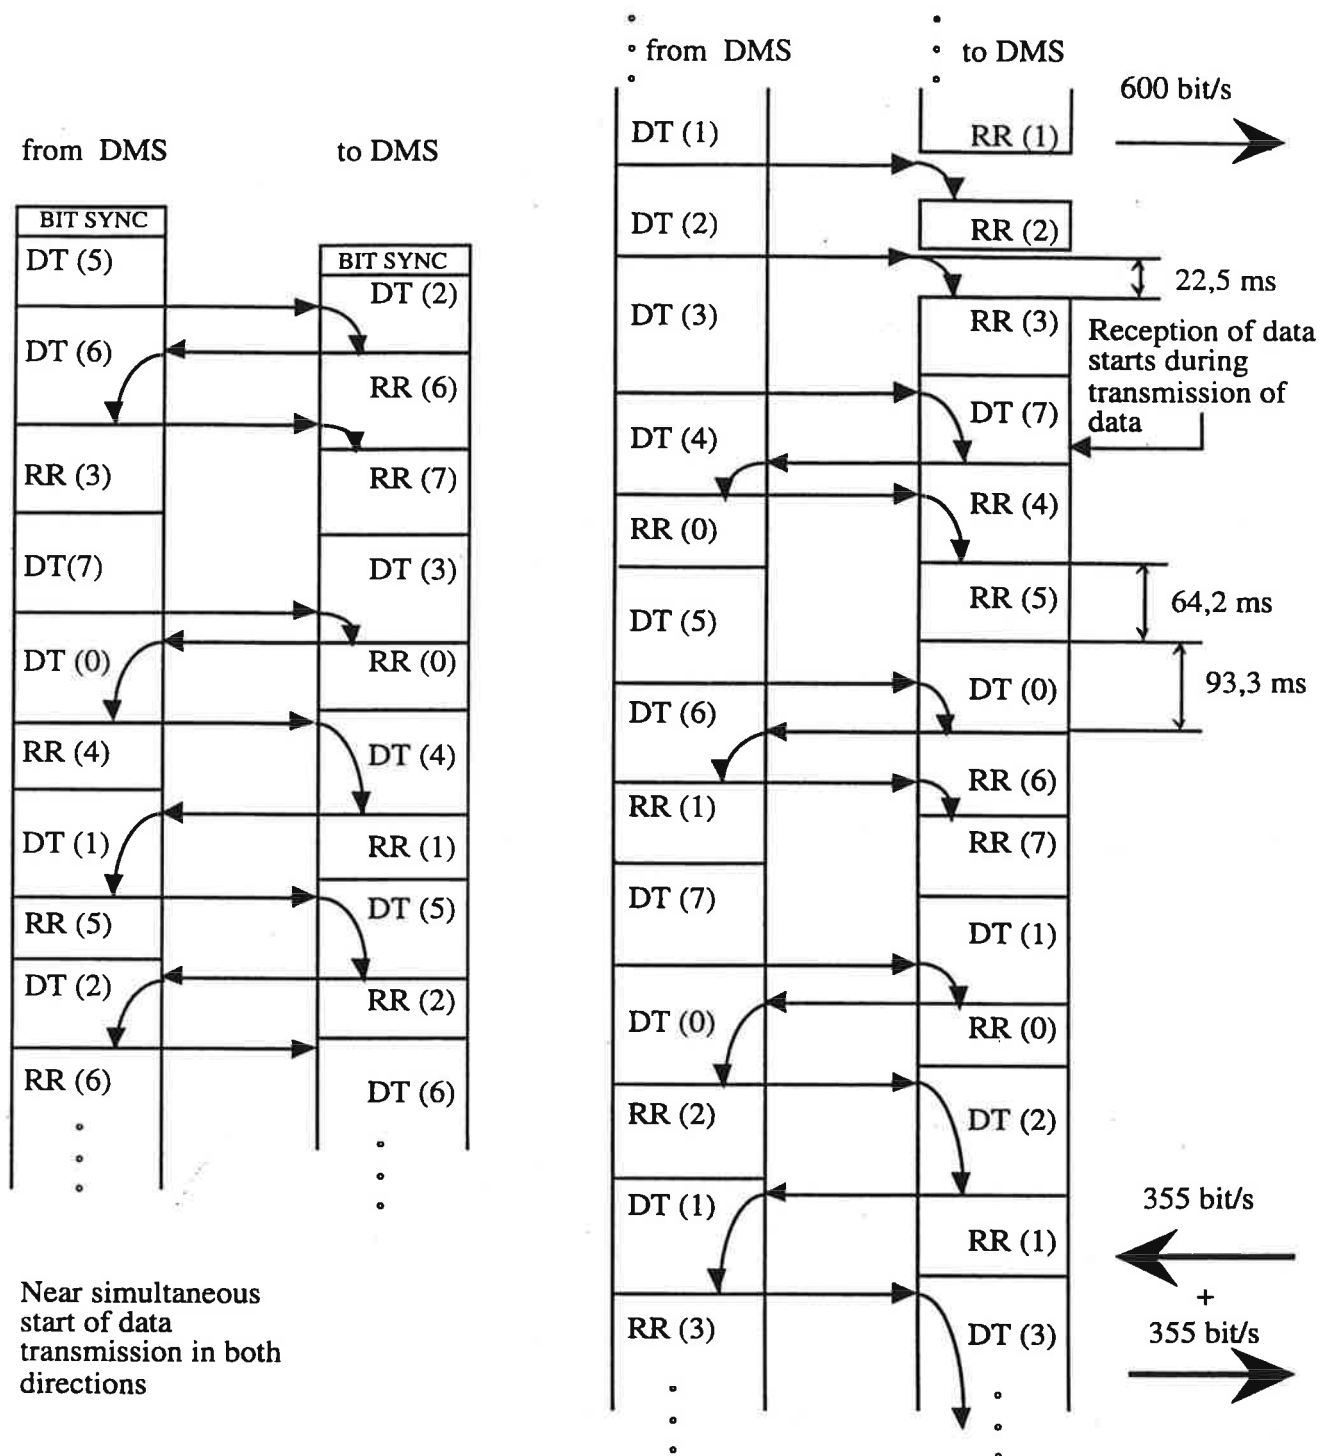 from DMS
to DMS
BIT SYNC
DT (5)
DT (6)
RR (3)
DT(7)
DT (0)
RR (4)
DT (1)
RR (5)
DT (2)
RR (6)
BIT SYNC
DT (2)
RR (6)
RR (7)
DT (3)
RR (0)
DT (4)
RR (1)
DT (5)
RR (2)
DT (6)
Near simultaneous
start of data
transmission in both
directions
from DMS
to DMS
DT (1)
DT (2)
DT (3)
DT (4)
RR (0)
DT (5)
DT (6)
RR (1)
DT (7)
DT (0)
RR (2)
DT (1)
RR (3)
RR (1)
RR (2)
RR (3)
DT (7)
RR (4)
RR (5)
DT (0)
RR (6)
RR (7)
DT (1)
RR (0)
DT (2)
RR (1)
DT (3)
600 bit/s
22,5 ms
Reception of data
starts during
transmission of
data
64,2 ms
93,3 ms
355 bit/s
+
355 bit/s